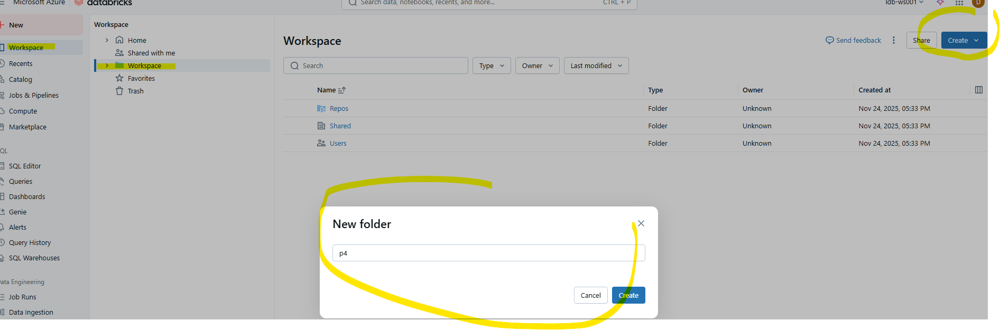 Microsoft Azure databricks Search data, notebooks, recents, and more... CTRL + P ldb-ws001 D
New
Workspace
Recents
Catalog
Jobs & Pipelines
Compute
Marketplace
SQL Editor
Queries
Dashboards
Genie
Alerts
Query History
SQL Warehouses
Data Engineering
Job Runs
Data Ingestion
Workspace
Home
Shared with me
Workspace
Favorites
Trash
Workspace
Send feedback Share Create
Search Type Owner Last modified
Name Type Owner Created at
Repos Folder Unknown Nov 24, 2025, 05:33 PM
Shared Folder Unknown Nov 24, 2025, 05:33 PM
Users Folder Unknown Nov 24, 2025, 05:33 PM
New folder
p4
Cancel Create